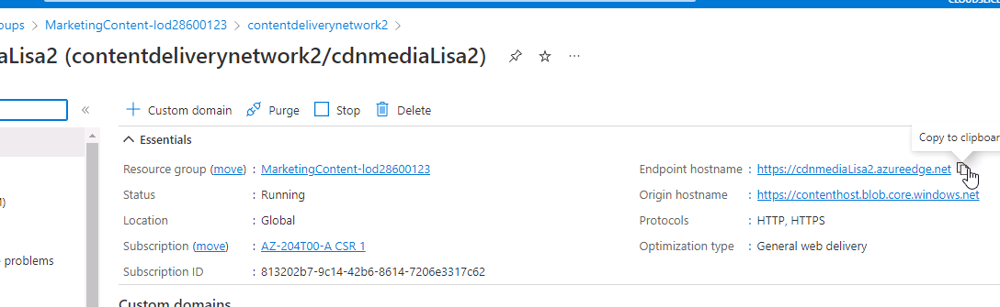 oups > MarketingContent-lod28600123 > contentdeliverynetwork2 >
aLisa2 (contentdeliverynetwork2/cdnmediaLisa2)
Custom domain Purge Stop Delete
Copy to clipboar
Essentials
Resource group (move) : MarketingContent-lod28600123
Status : Running
Location : Global
Subscription (move) : AZ-204T00-A CSR 1
Subscription ID : 813202b7-9c14-42b6-8614-7206e3317c62
Endpoint hostname : https://cdnmediaLisa2.azureedge.net
Origin hostname : https://contenthost.blob.core.windows.net
Protocols : HTTP, HTTPS
Optimization type : General web delivery
)
problems
Custom domains